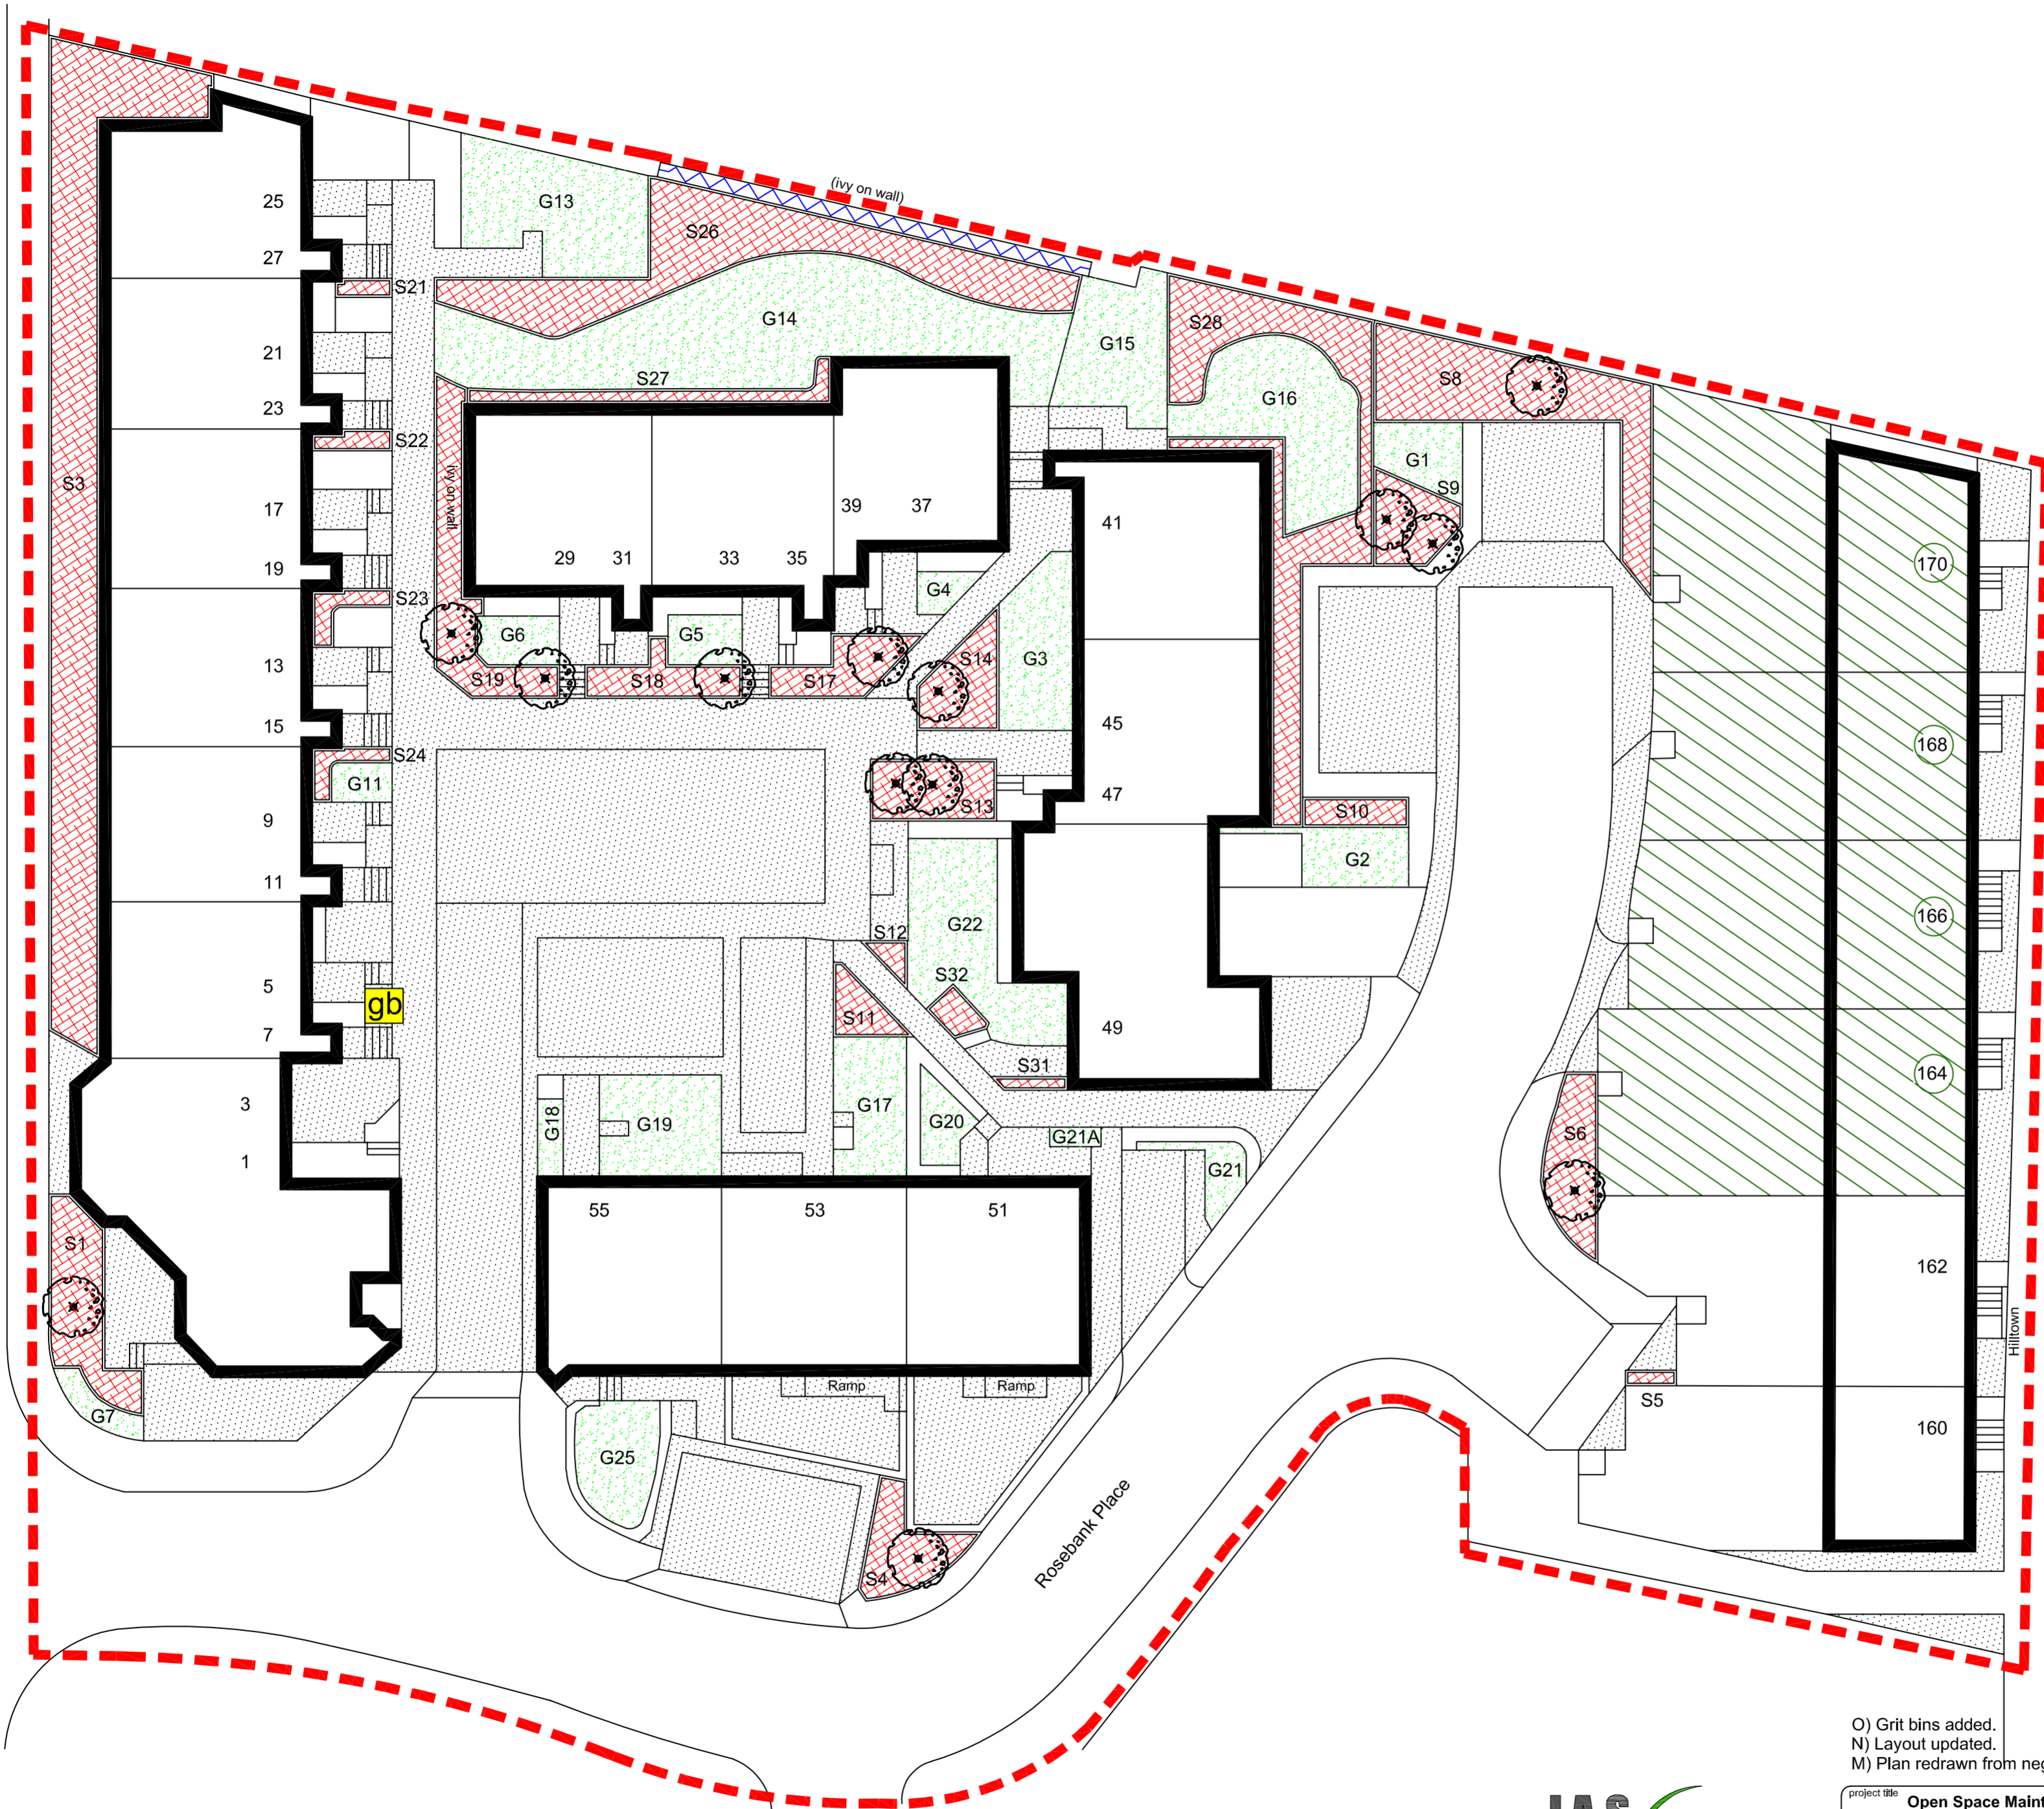 (ivy on wall)
25
G13
27
S26
S21
G14
S28
G15
21
S27
S8
G16
23
S22
G1
S3
ivy on wall
S9
17
39
37
41
29
31
33
35
170
19
G4
S23
G6
G5
G3
13
S14
S19
S18
S17
15
45
168
S24
G11
47
S13
S10
9
G2
11
166
G22
S12
S32
5
gb
S11
7
49
S31
164
3
G18
G19
G17
G20
G21A
S6
1
G21
55
53
51
S1
162
Hilltown
Ramp
Ramp
S5
G7
160
G25
Rosebank Place
S4
O) Grit bins added.
N) Layout updated.
M) Plan redrawn from
project title
Open Space